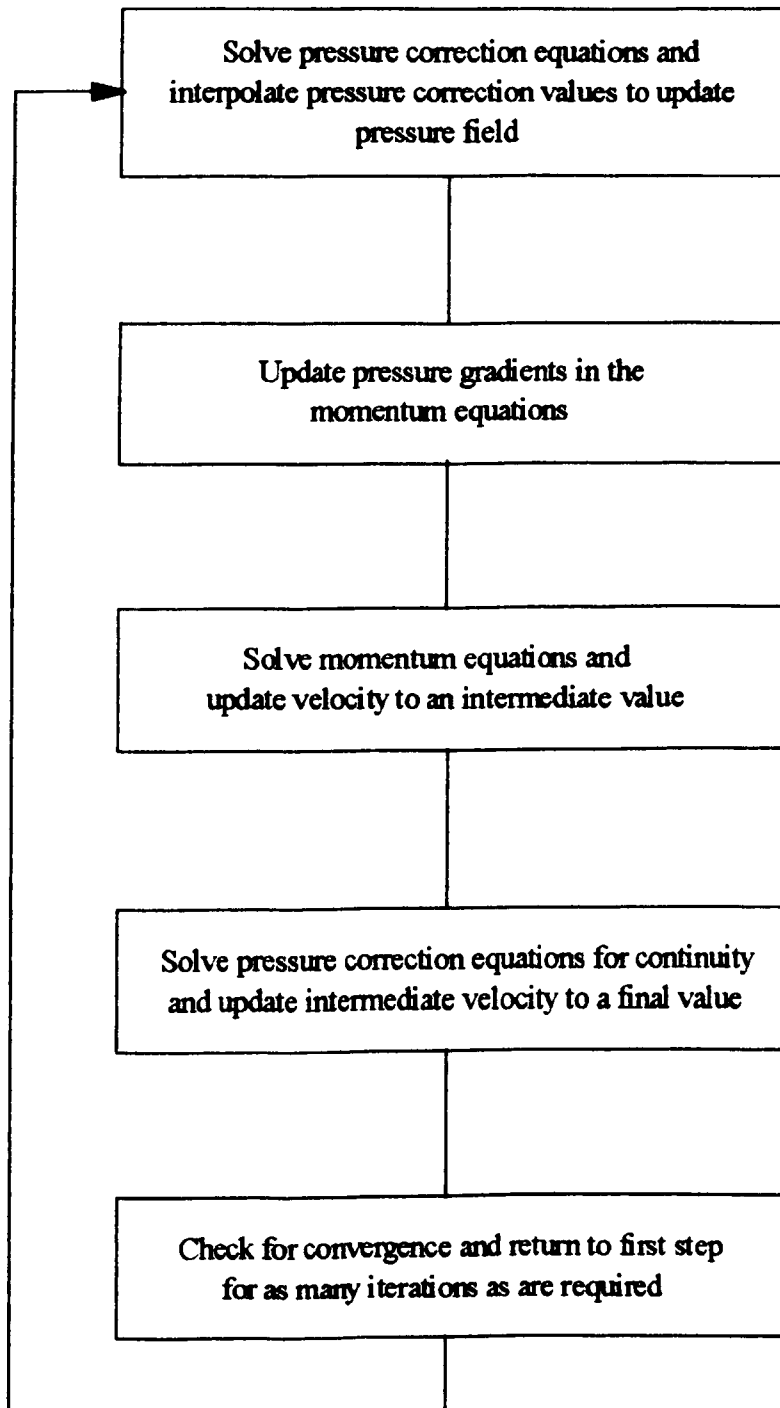 Solve pressure correction equations and
interpolate pressure correction values to update
pressure field
Update pressure gradients in the
momentum equations
Solve momentum equations and
update velocity to an intermediate value
Solve pressure correction equations for continuity
and update intermediate velocity to a final value
Check for convergence and return to first step
for as many iterations as are required